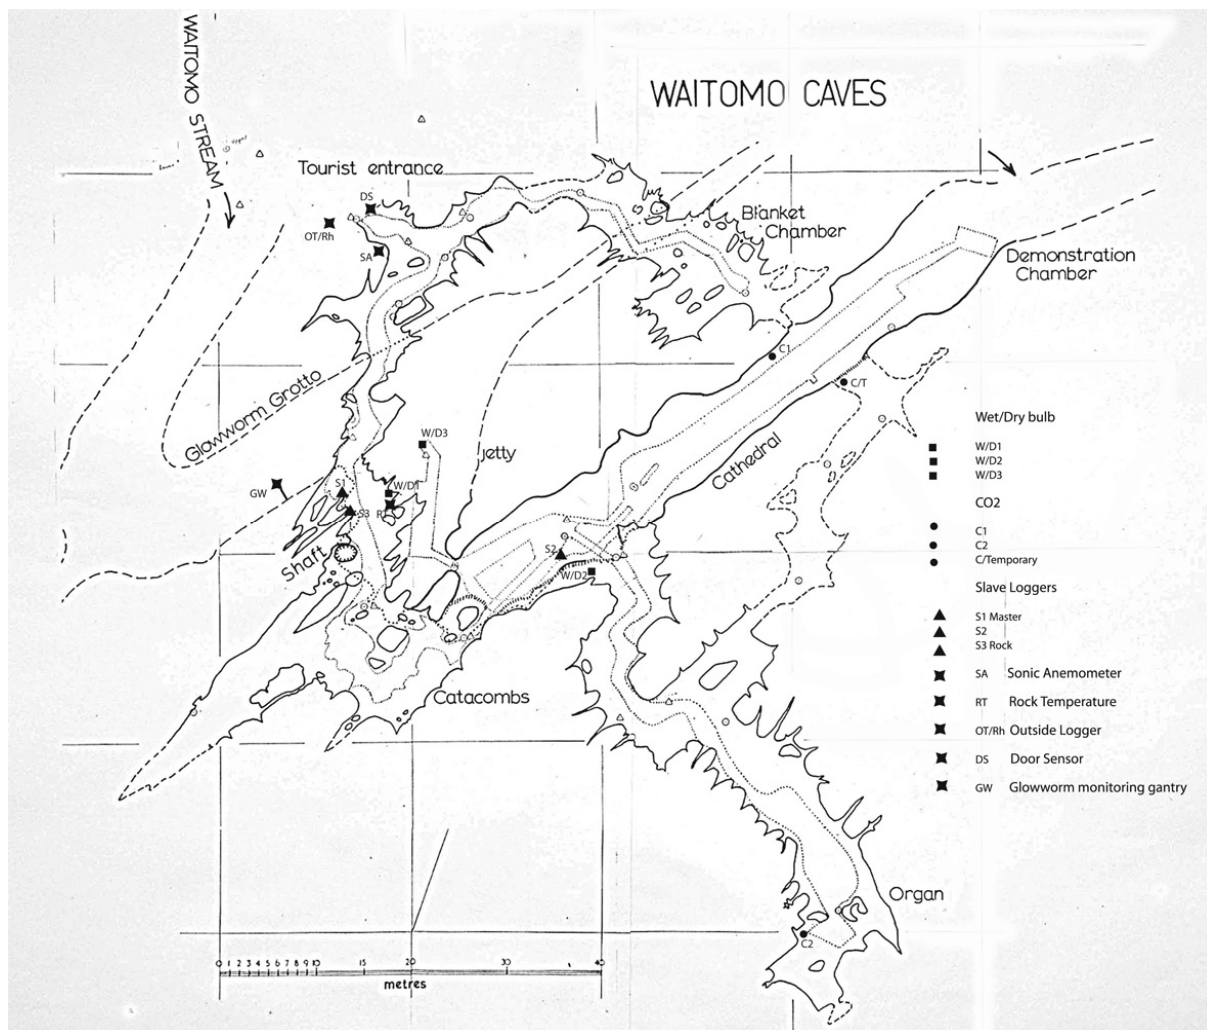 WAITOMO STREAM
WAITOMO CAVES
Tourist entrance
DS
OT/Rh
SA
Blanket
Chamber
Demonstration
Chamber
C1
C/T
Glowworm Grotto
W/D3
Jetty
Cathedral
GW
S1
W/D1
S3
RT
Shaft
S2
W/D2
Catacombs
Organ
C2
Wet/Dry bulb
W/D1
W/D2
W/D3
CO2
C1
C2
C/Temporary
Slave Loggers
S1 Master
S2
S3 Rock
SA Sonic Anemometer
RT Rock Temperature
OT/Rh Outside Logger
DS Door Sensor
GW Glowworm monitoring gantry
0 1 2 3 4 5 6 7 8 9 10 15 20 30 40
metres